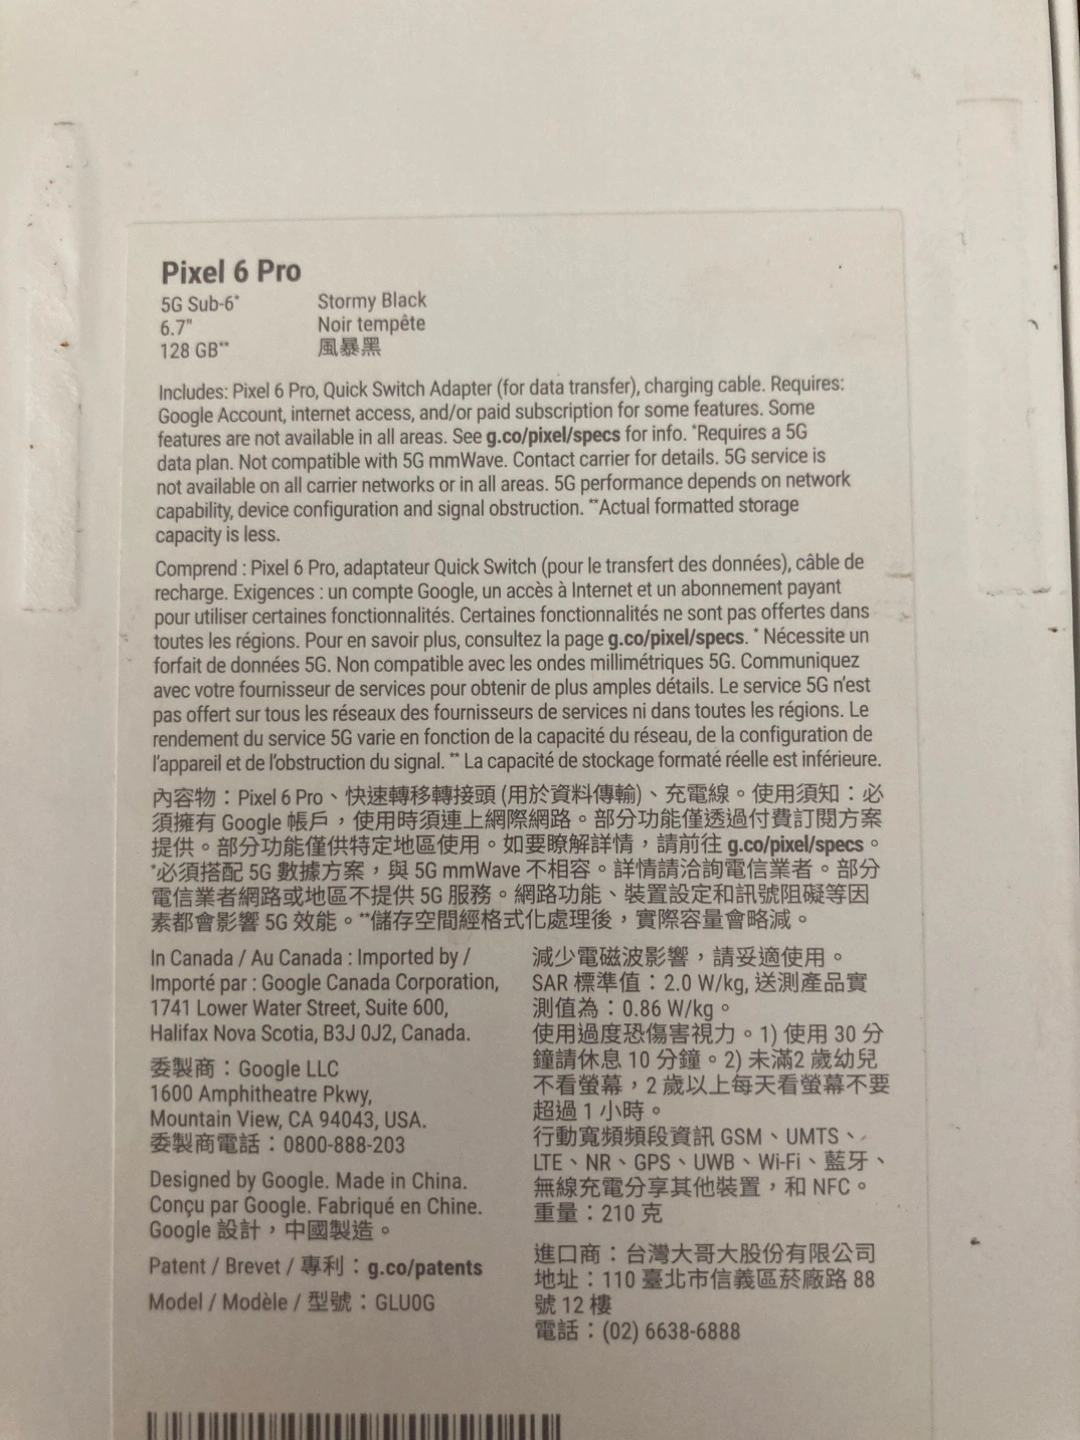 Pixel 6 Pro
5G Sub-6*
6.7"
128 GB**
Stormy Black
Noir tempête
風暴黑
Includes: Pixel 6 Pro, Quick Switch Adapter (for data transfer), charging cable. Requires:
Google Account, internet access, and/or paid subscription for some features. Some
features are not available in all areas. See g.co/pixel/specs for info. *Requires a 5G
data plan. Not compatible with 5G mmWave. Contact carrier for details. 5G service is
not available on all carrier networks or in all areas. 5G performance depends on network
capability, device configuration and signal obstruction. **Actual formatted storage
capacity is less.
Comprend : Pixel 6 Pro, adaptateur Quick Switch (pour le transfert des données), câble de
recharge. Exigences : un compte Google, un accès à Internet et un abonnement payant
pour utiliser certaines fonctionnalités. Certaines fonctionnalités ne sont pas offertes dans
toutes les régions. Pour en savoir plus, consultez la page g.co/pixel/specs. * Nécessite un
forfait de données 5G. Non compatible avec les ondes millimétriques 5G. Communiquez
avec votre fournisseur de services pour obtenir de plus amples détails. Le service 5G n'est
pas offert sur tous les réseaux des fournisseurs de services ni dans toutes les régions. Le
rendement du service 5G varie en fonction de la capacité du réseau, de la configuration de
l'appareil et de l'obstruction du signal. ** La capacité de stockage formaté réelle est inférieure.
內容物：Pixel 6 Pro、快速轉移轉接頭 (用於資料傳輸)、充電線。使用須知：必
須擁有 Google 帳戶，使用時須連上網際網路。部分功能僅透過付費訂閱方案
提供。部分功能僅供特定地區使用。如要瞭解詳情，請前往 g.co/pixel/specs。
*必須搭配 5G 數據方案，與 5G mmWave 不相容。詳情請洽詢電信業者。部分
電信業者網路或地區不提供 5G 服務。網路功能、裝置設定和訊號阻礙等因
素都會影響 5G 效能。**儲存空間經格式化處理後，實際容量會略減。
In Canada / Au Canada : Imported by /
Importé par : Google Canada Corporation,
1741 Lower Water Street, Suite 600,
Halifax Nova Scotia, B3J 0J2, Canada.
委製商：Google LLC
1600 Amphitheatre Pkwy,
Mountain View, CA 94043, USA.
委製商電話：0800-888-203
Designed by Google. Made in China.
Conçu par Google. Fabriqué en Chine.
Google 設計，中國製造。
Patent / Brevet / 專利：g.co/patents
Model / Modèle / 型號：GLU0G
減少電磁波影響，請妥適使用。
SAR 標準值：2.0 W/kg, 送測產品實
測值為：0.86 W/kg。
使用過度恐傷害視力。1) 使用 30 分
鐘請休息 10 分鐘。2) 未滿2 歲幼兒
不看螢幕，2 歲以上每天看螢幕不要
超過 1 小時。
行動寬頻頻段資訊 GSM、UMTS、
LTE、NR、GPS、UWB、Wi-Fi、藍牙、
無線充電分享其他裝置，和 NFC。
重量：210 克
進口商：台灣大哥大股份有限公司
地址：110 臺北市信義區菸廠路 88
號 12 樓
電話：(02) 6638-6888